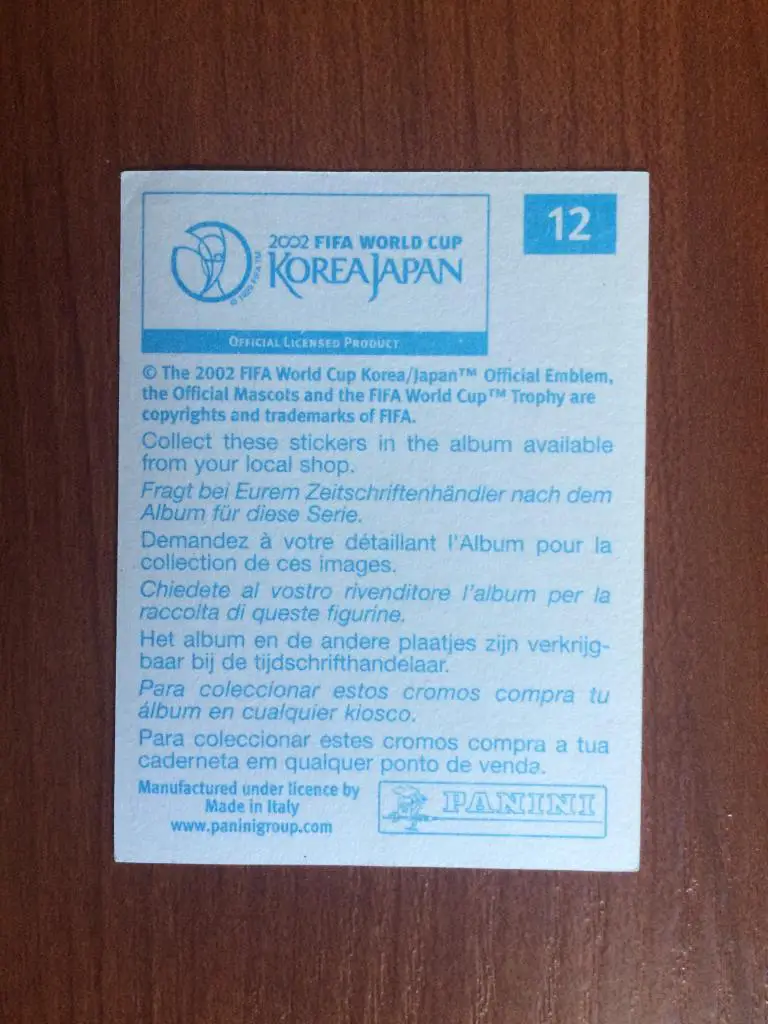 12
2002 FIFA WORLD CUP
KOREAJAPAN
© 1999 FIFA TM
OFFICIAL LICENSED PRODUCT
© The 2002 FIFA World Cup Korea/Japan™ Official Emblem,
the Official Mascots and the FIFA World Cup™ Trophy are
copyrights and trademarks of FIFA.
Collect these stickers in the album available
from your local shop.
Fragt bei Eurem Zeitschriftenhändler nach dem
Album für diese Serie.
Demandez à votre détaillant l'Album pour la
collection de ces images.
Chiedete al vostro rivenditore l'album per la
raccolta di queste figurine.
Het album en de andere plaatjes zijn verkrijg-
baar bij de tijdschrifthandelaar.
Para coleccionar estos cromos compra tu
álbum en cualquier kiosco.
Para coleccionar estes cromos compra a tua
caderneta em qualquer ponto de venda.
Manufactured under licence by
Made in Italy
www.paninigroup.com
PANINI